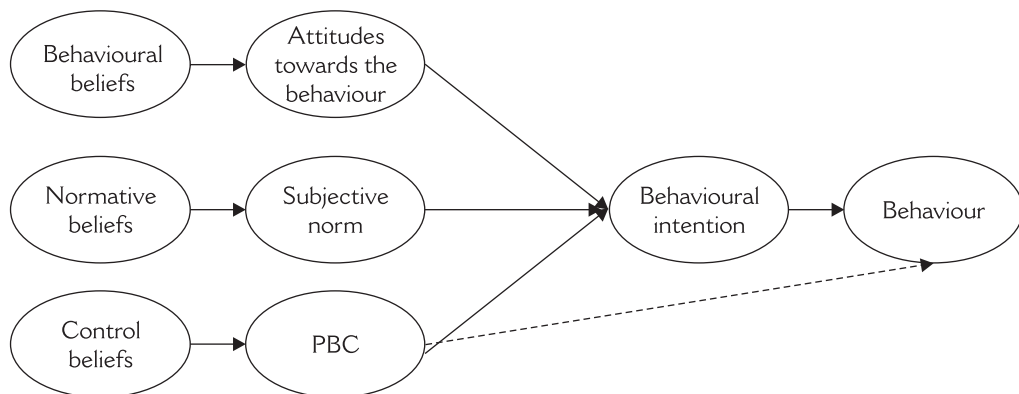 Behavioural
beliefs
Attitudes
towards the
behaviour
Normative
beliefs
Subjective
norm
Behavioural
intention
Behaviour
Control
beliefs
PBC